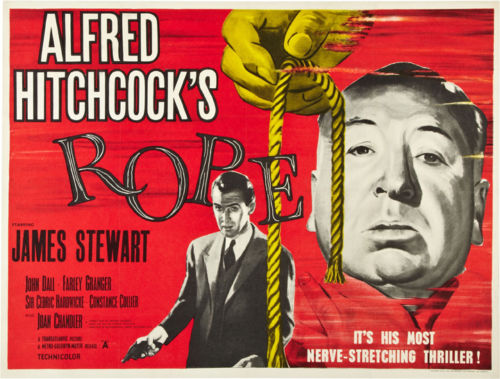 ALFRED
HITCHCOCK'S
ROPE
STARRING
JAMES STEWART
JOHN DALL · FARLEY GRANGER
SIR CEDRIC HARDWICKE · CONSTANCE COLLIER
JOAN CHANDLER
A TRANSATLANTIC PICTURE
A METRO-GOLDWYN-MAYER RELEASE
A
TECHNICOLOR
IT'S HIS MOST
NERVE-STRETCHING THRILLER!